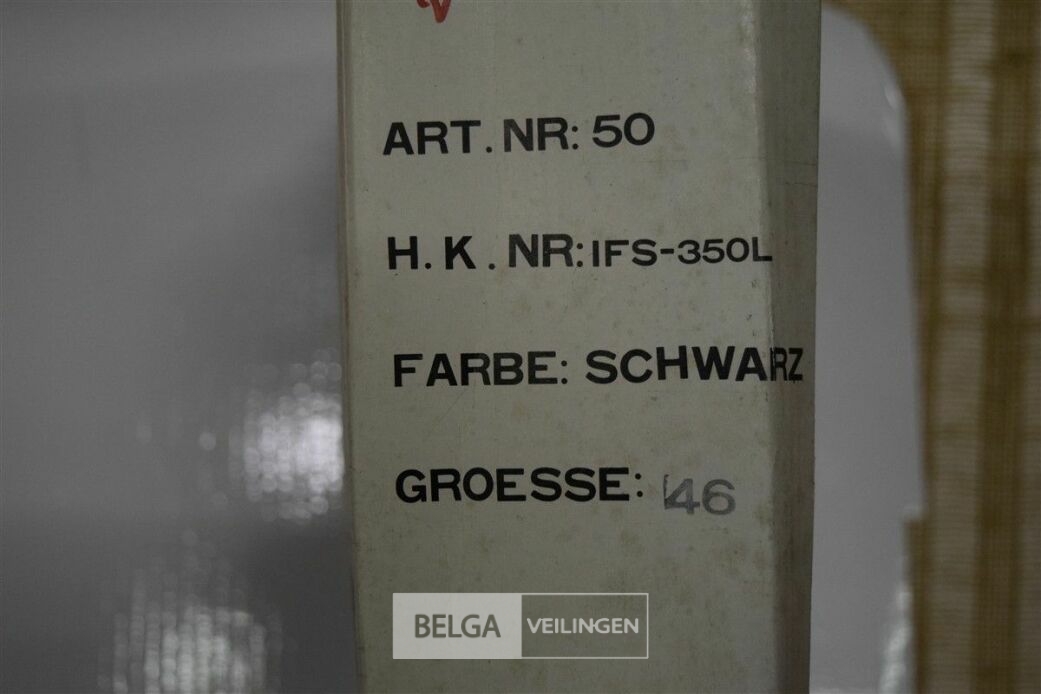 ART.NR: 50
H.K.NR: IFS-350L
FARBE: SCHWARZ
GROESSE: 46
BELGA VEILINGEN